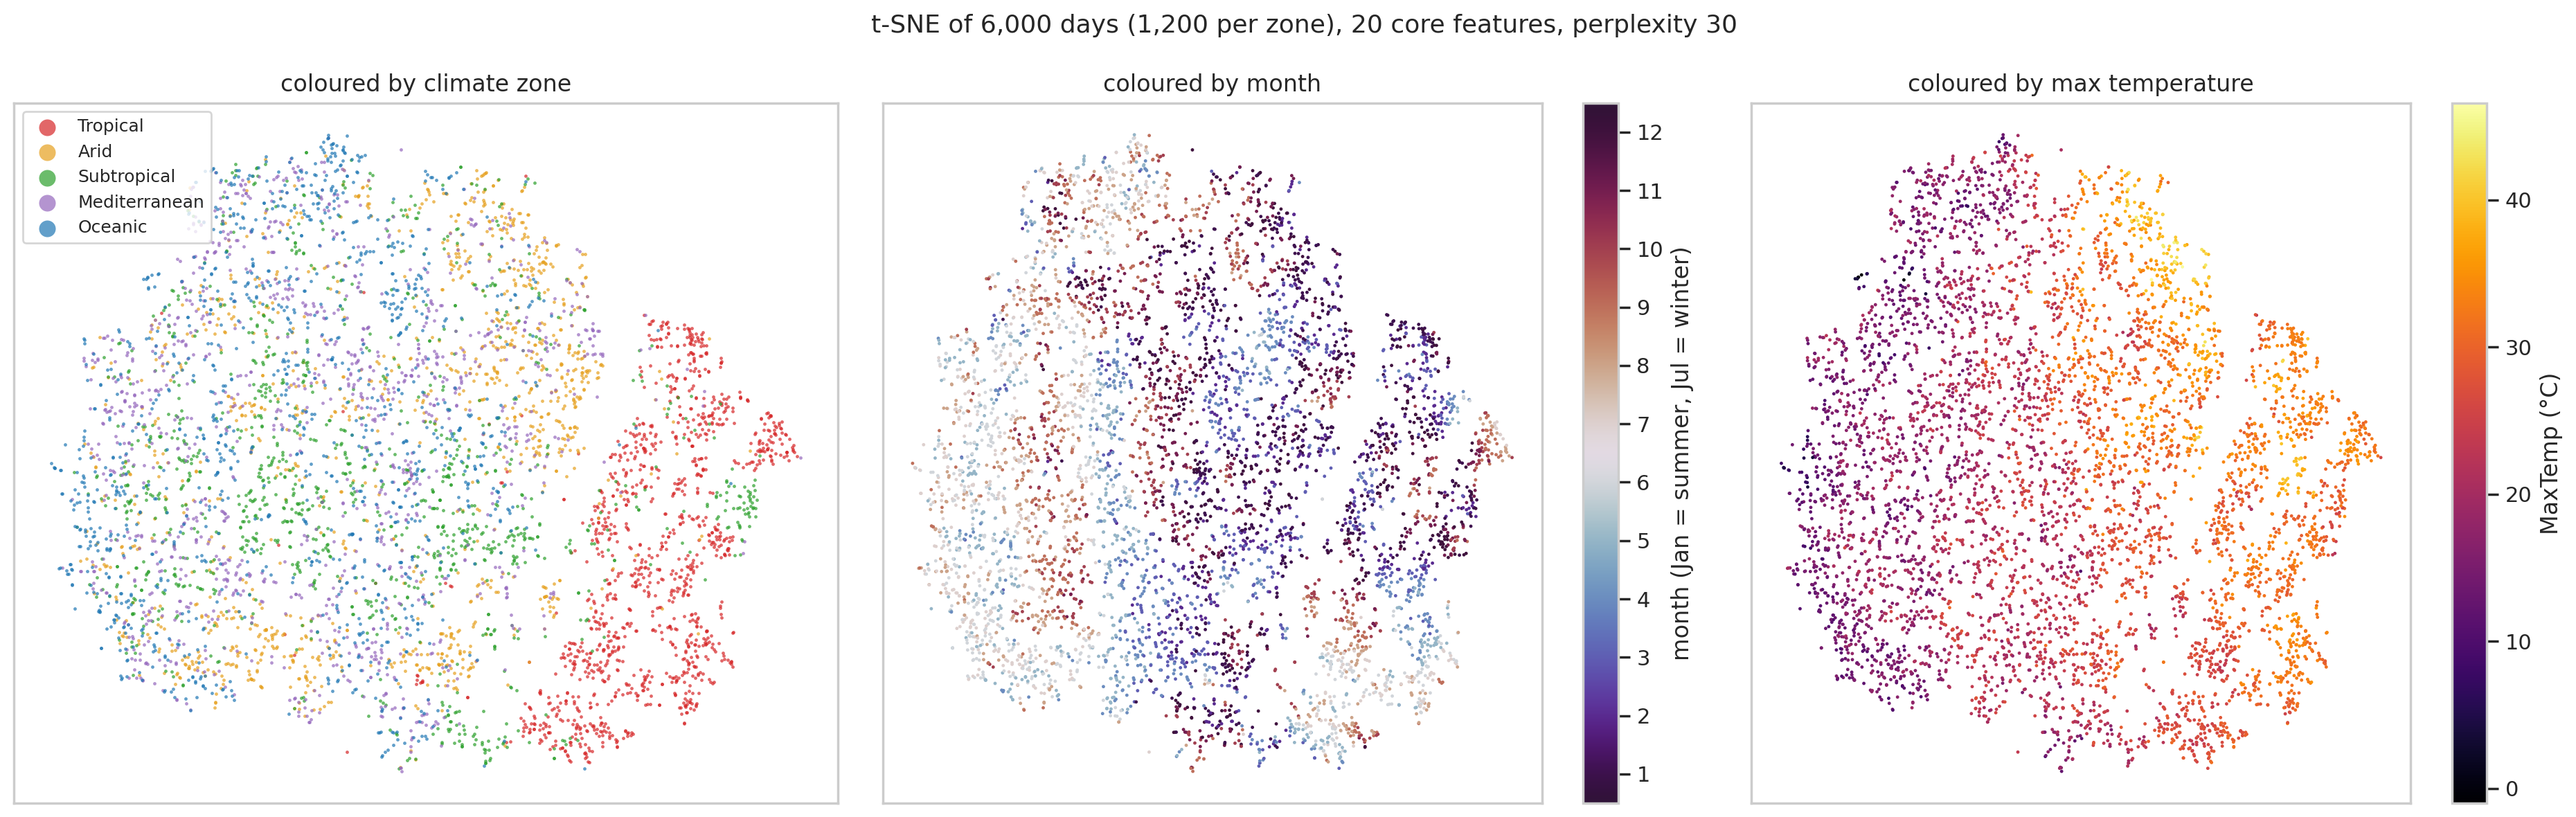 t-SNE of 6,000 days (1,200 per zone), 20 core features, perplexity 30
coloured by climate zone
Tropical
Arid
Subtropical
Mediterranean
Oceanic
coloured by month
12
11
10
9
8
7
6
5
4
3
2
1
month (Jan = summer, Jul = winter)
coloured by max temperature
40
30
20
10
0
MaxTemp (°C)